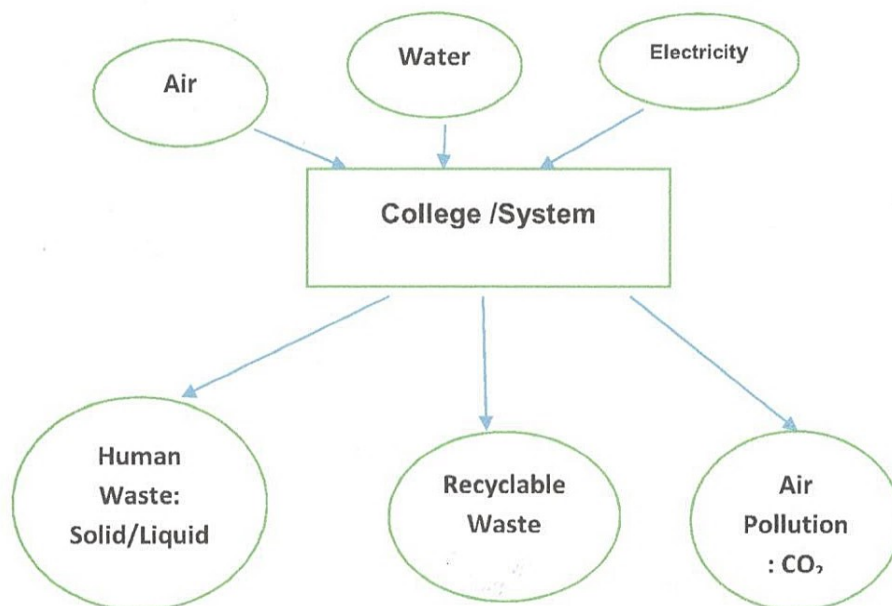 Air
Water
Electricity
College /System
Human
Waste:
Solid/Liquid
Recyclable
Waste
Air
Pollution
: CO₂